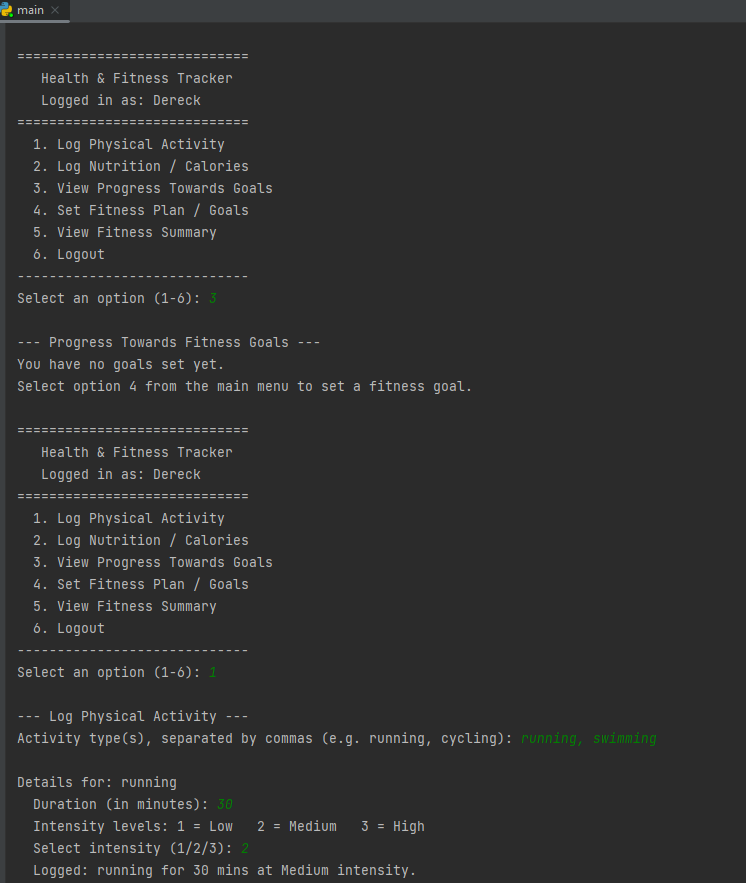 main
==============================
Health & Fitness Tracker
Logged in as: Dereck
==============================
1. Log Physical Activity
2. Log Nutrition / Calories
3. View Progress Towards Goals
4. Set Fitness Plan / Goals
5. View Fitness Summary
6. Logout
------------------------------
Select an option (1-6): 3
--- Progress Towards Fitness Goals ---
You have no goals set yet.
Select option 4 from the main menu to set a fitness goal.
==============================
Health & Fitness Tracker
Logged in as: Dereck
==============================
1. Log Physical Activity
2. Log Nutrition / Calories
3. View Progress Towards Goals
4. Set Fitness Plan / Goals
5. View Fitness Summary
6. Logout
------------------------------
Select an option (1-6): 1
--- Log Physical Activity ---
Activity type(s), separated by commas (e.g. running, cycling): running, swimming
Details for: running
Duration (in minutes): 30
Intensity levels: 1 = Low   2 = Medium   3 = High
Select intensity (1/2/3): 2
Logged: running for 30 mins at Medium intensity.